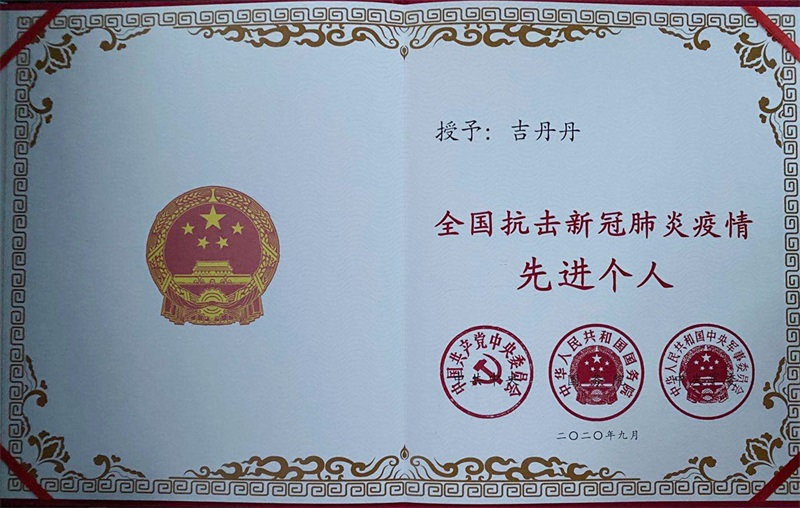 授予：吉丹丹
全国抗击新冠肺炎疫情
先进个人
中国共产党中央委员会
中华人民共和国国务院
中华人民共和国中央军事委员会
二〇二〇年九月